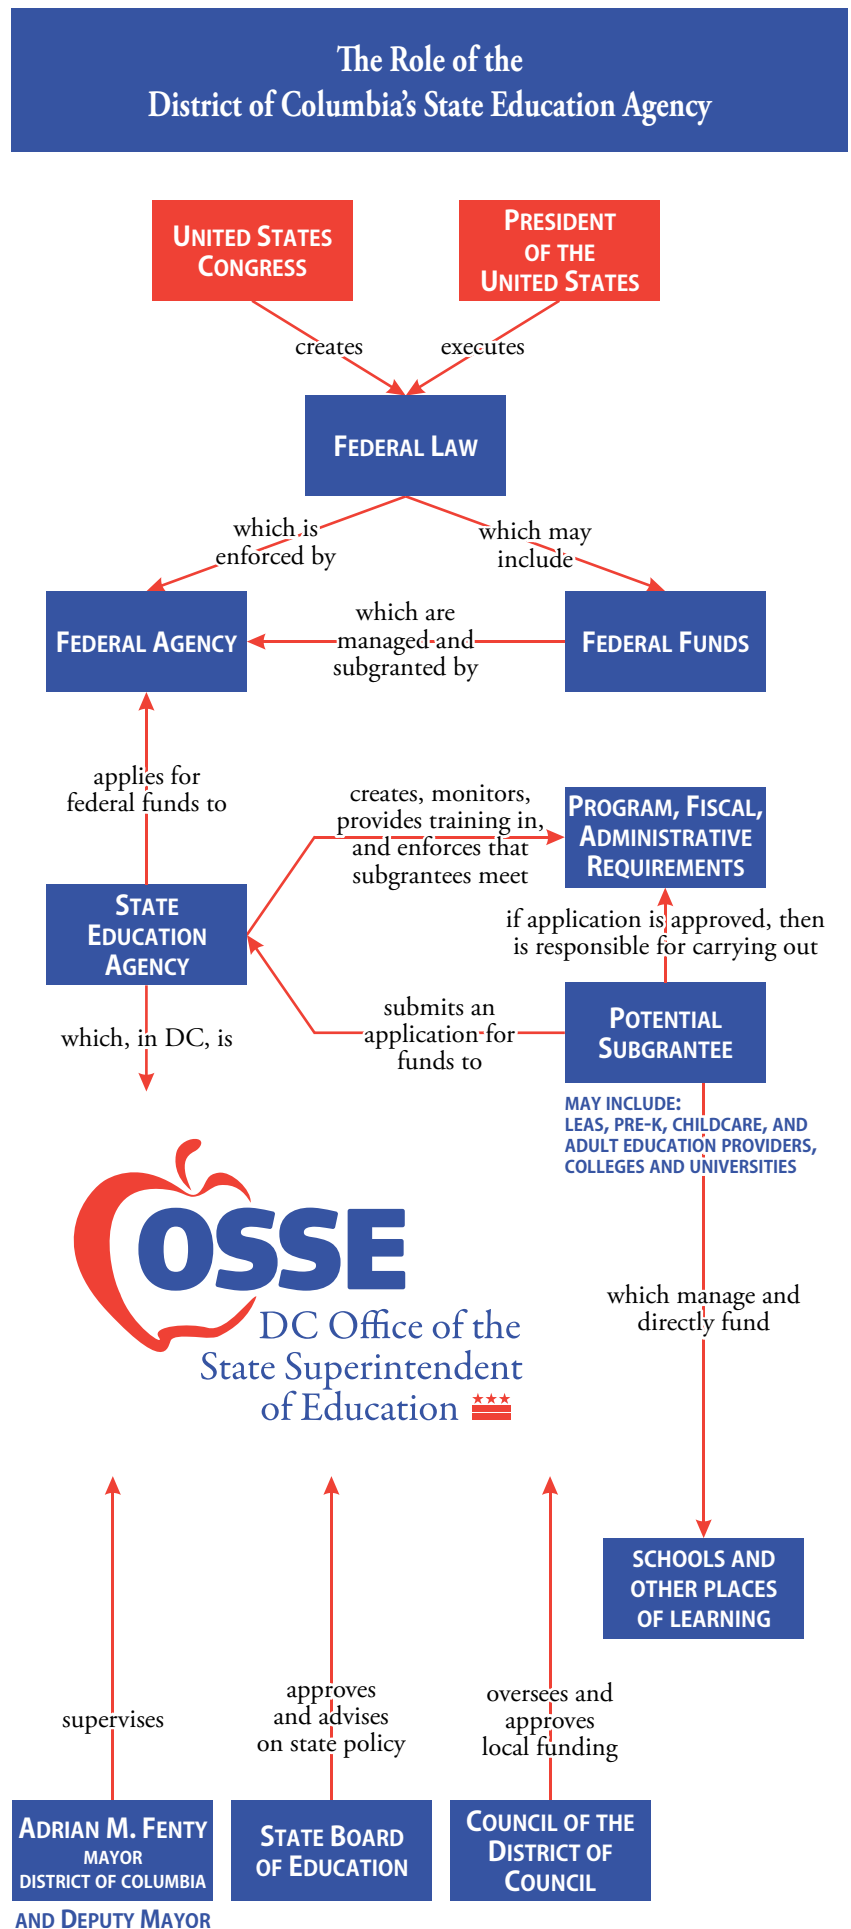 The Role of the
District of Columbia's State Education Agency
UNITED STATES
CONGRESS
PRESIDENT
OF THE
UNITED STATES
creates
executes
FEDERAL LAW
which is
enforced by
which may
include
FEDERAL AGENCY
which are
managed and
subgranted by
FEDERAL FUNDS
applies for
federal funds to
creates, monitors,
provides training in,
and enforces that
subgrantees meet
PROGRAM, FISCAL,
ADMINISTRATIVE
REQUIREMENTS
STATE
EDUCATION
AGENCY
if application is approved, then
is responsible for carrying out
which, in DC, is
submits an
application for
funds to
POTENTIAL
SUBGRANTEE
MAY INCLUDE:
LEAS, PRE-K, CHILDCARE, AND
ADULT EDUCATION PROVIDERS,
COLLEGES AND UNIVERSITIES
OSSE
DC Office of the
State Superintendent
of Education
which manage and
directly fund
SCHOOLS AND
OTHER PLACES
OF LEARNING
supervises
approves
and advises
on state policy
oversees and
approves
local funding
ADRIAN M. FENTY
MAYOR
DISTRICT OF COLUMBIA
AND DEPUTY MAYOR
STATE BOARD
OF EDUCATION
COUNCIL OF THE
DISTRICT OF
COUNCIL